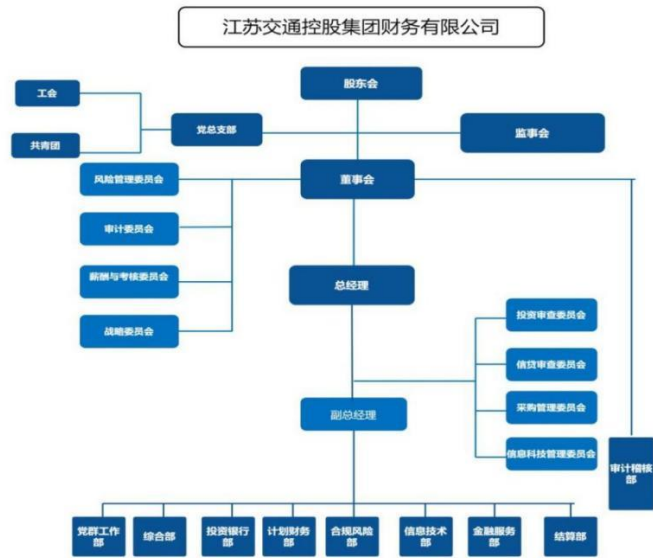 江苏交通控股集团财务有限公司
股东会
工会
党总支部
监事会
共青团
风险管理委员会
董事会
审计委员会
薪酬与考核委员会
总经理
战略委员会
投资审查委员会
信贷审查委员会
副总经理
采购管理委员会
信息科技管理委员会
审计稽核
部
党群工作
部
综合部
投资银行
部
计划财务
部
合规风险
部
信息技术
部
金融服务
部
结算部